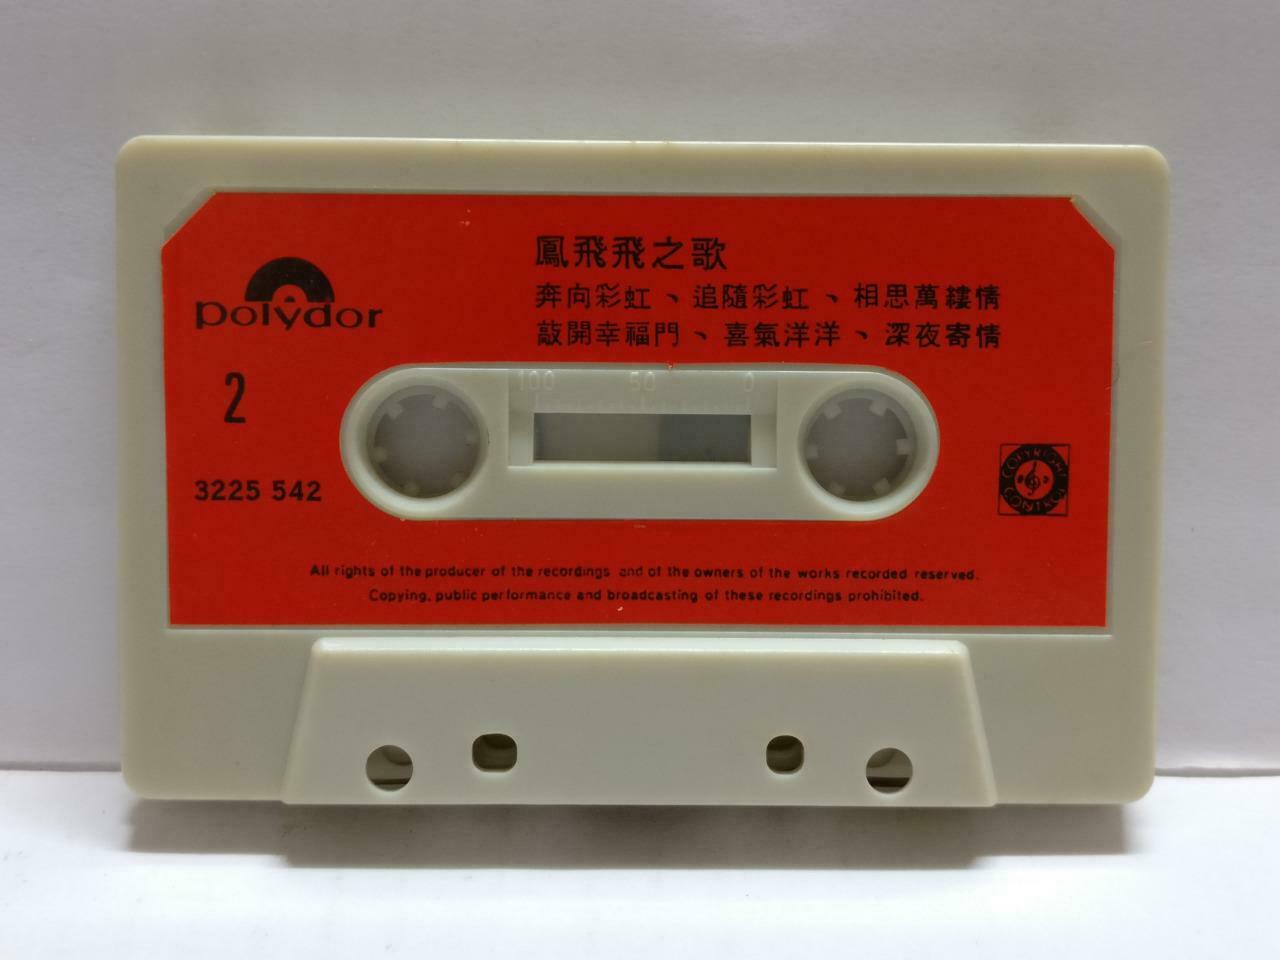 鳳飛飛之歌
奔向彩虹、追隨彩虹、相思萬縷情
敲開幸福門、喜氣洋洋、深夜寄情
polydor
2
100 50 0
3225 542
COPYRIGHT CONTROL
All rights of the producer of the recordings and of the owners of the works recorded reserved.
Copying, public performance and broadcasting of these recordings prohibited.